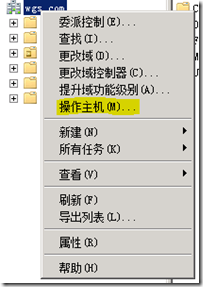 wgs.com
委派控制(E)...
查找(I)...
更改域(D)...
更改域控制器(C)...
提升域功能级别(A)...
操作主机(M)...
新建(N)
所有任务(K)
查看(V)
刷新(F)
导出列表(L)...
属性(R)
帮助(H)